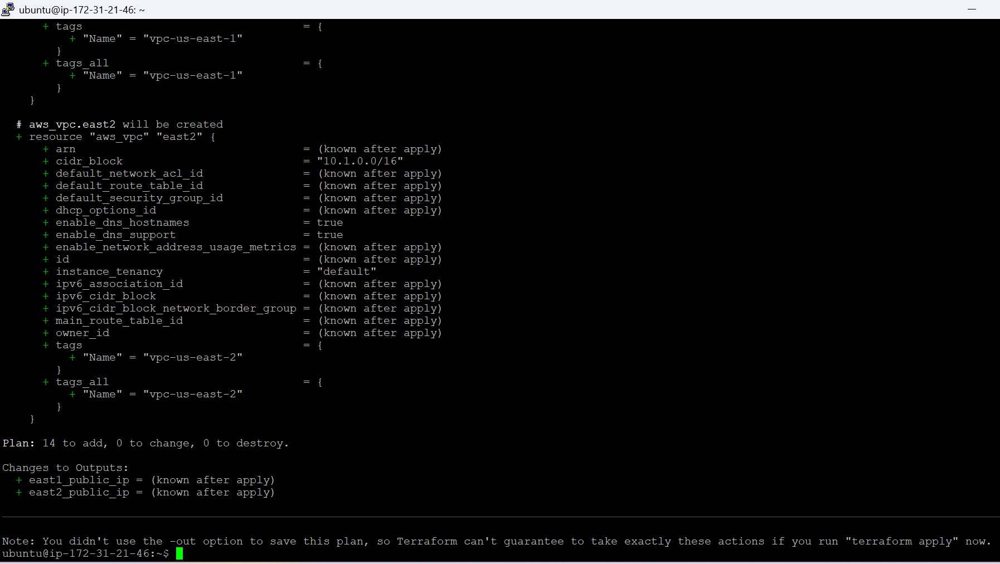 ubuntu@ip-172-31-21-46: ~
      + tags                                 = {
          + "Name" = "vpc-us-east-1"
        }
      + tags_all                             = {
          + "Name" = "vpc-us-east-1"
        }
    }

  # aws_vpc.east2 will be created
  + resource "aws_vpc" "east2" {
      + arn                                  = (known after apply)
      + cidr_block                           = "10.1.0.0/16"
      + default_network_acl_id               = (known after apply)
      + default_route_table_id               = (known after apply)
      + default_security_group_id            = (known after apply)
      + dhcp_options_id                      = (known after apply)
      + enable_dns_hostnames                 = true
      + enable_dns_support                   = true
      + enable_network_address_usage_metrics = (known after apply)
      + id                                   = (known after apply)
      + instance_tenancy                     = "default"
      + ipv6_association_id                  = (known after apply)
      + ipv6_cidr_block                      = (known after apply)
      + ipv6_cidr_block_network_border_group = (known after apply)
      + main_route_table_id                  = (known after apply)
      + owner_id                             = (known after apply)
      + tags                                 = {
          + "Name" = "vpc-us-east-2"
        }
      + tags_all                             = {
          + "Name" = "vpc-us-east-2"
        }
    }

Plan: 14 to add, 0 to change, 0 to destroy.

Changes to Outputs:
  + east1_public_ip = (known after apply)
  + east2_public_ip = (known after apply)

Note: You didn't use the -out option to save this plan, so Terraform can't guarantee to take exactly these actions if you run "terraform apply" now.
ubuntu@ip-172-31-21-46:~$